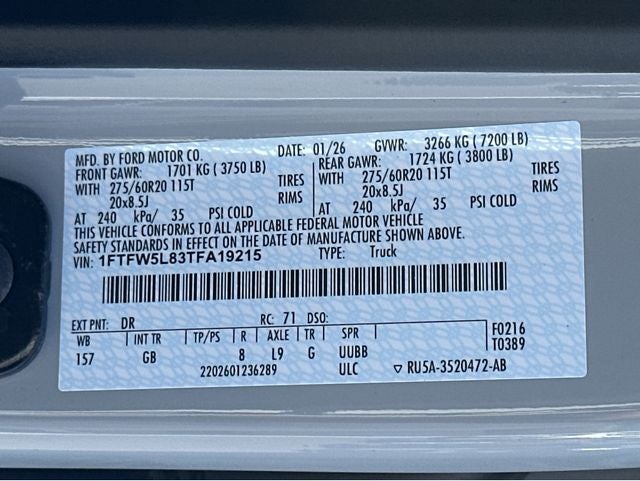 MFD. BY FORD MOTOR CO. DATE: 01/26 GVWR: 3266 KG ( 7200 LB)
FRONT GAWR: 1701 KG ( 3750 LB) REAR GAWR: 1724 KG ( 3800 LB)
WITH 275/60R20 115T TIRES WITH 275/60R20 115T TIRES
20x8.5J RIMS 20x8.5J RIMS
AT 240 kPa/ 35 PSI COLD AT 240 kPa/ 35 PSI COLD
THIS VEHICLE CONFORMS TO ALL APPLICABLE FEDERAL MOTOR VEHICLE
SAFETY STANDARDS IN EFFECT ON THE DATE OF MANUFACTURE SHOWN ABOVE
VIN: 1FTFW5L83TFA19215 TYPE: Truck
EXT PNT: DR RC: 71 DSO:
WB INT TR TP/PS R AXLE TR SPR F0216
157 GB 8 L9 G UUBB T0389
2202601236289 ULC ▽ RU5A-3520472-AB